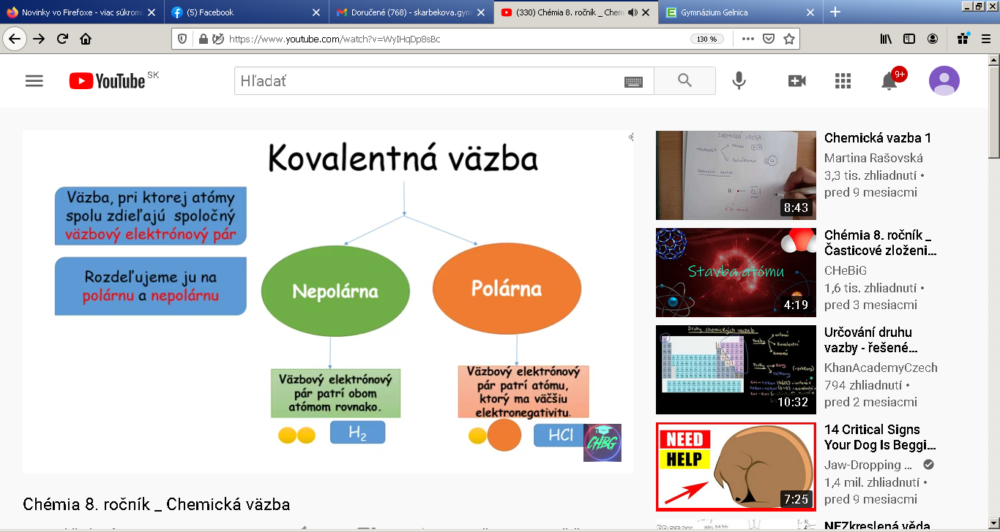 Novinky vo Firefoxe - viac súkromi
(5) Facebook
Doručené (768) - skarbekova.gym
(330) Chémia 8. ročník _ Chem
Gymnázium Gelnica
https://www.youtube.com/watch?v=WyIHqDp8sBc
130 %
YouTube SK
Hľadať
9+
Kovalentná väzba
Väzba, pri ktorej atómy
spolu zdieľajú spoločný
väzbový elektrónový pár
Rozdeľujeme ju na
polárnu a nepolárnu
Nepolárna
Polárna
Väzbový elektrónový
pár patrí obom
atómom rovnako.
Väzbový elektrónový
pár patrí atómu,
ktorý ma väčšiu
elektronegativitu.
H2
HCl
CHBG
Chémia 8. ročník _ Chemická väzba
CHEMICKÁ VAZBA
8:43
Chemická vazba 1
Martina Rašovská
3,3 tis. zhliadnutí •
pred 9 mesiacmi
Stavba atómu
4:19
Chémia 8. ročník _
Časticové zloženi...
CHeBiG
1,6 tis. zhliadnutí •
pred 3 mesiacmi
Druhy chemických vazeb
10:32
Určování druhu
vazby - řešené...
KhanAcademyCzech
794 zhliadnutí •
pred 2 mesiacmi
NEED
HELP
7:25
14 Critical Signs
Your Dog Is Beggi...
Jaw-Dropping ...
1,4 mil. zhliadnutí •
pred 9 mesiacmi
NEZkreslená věda